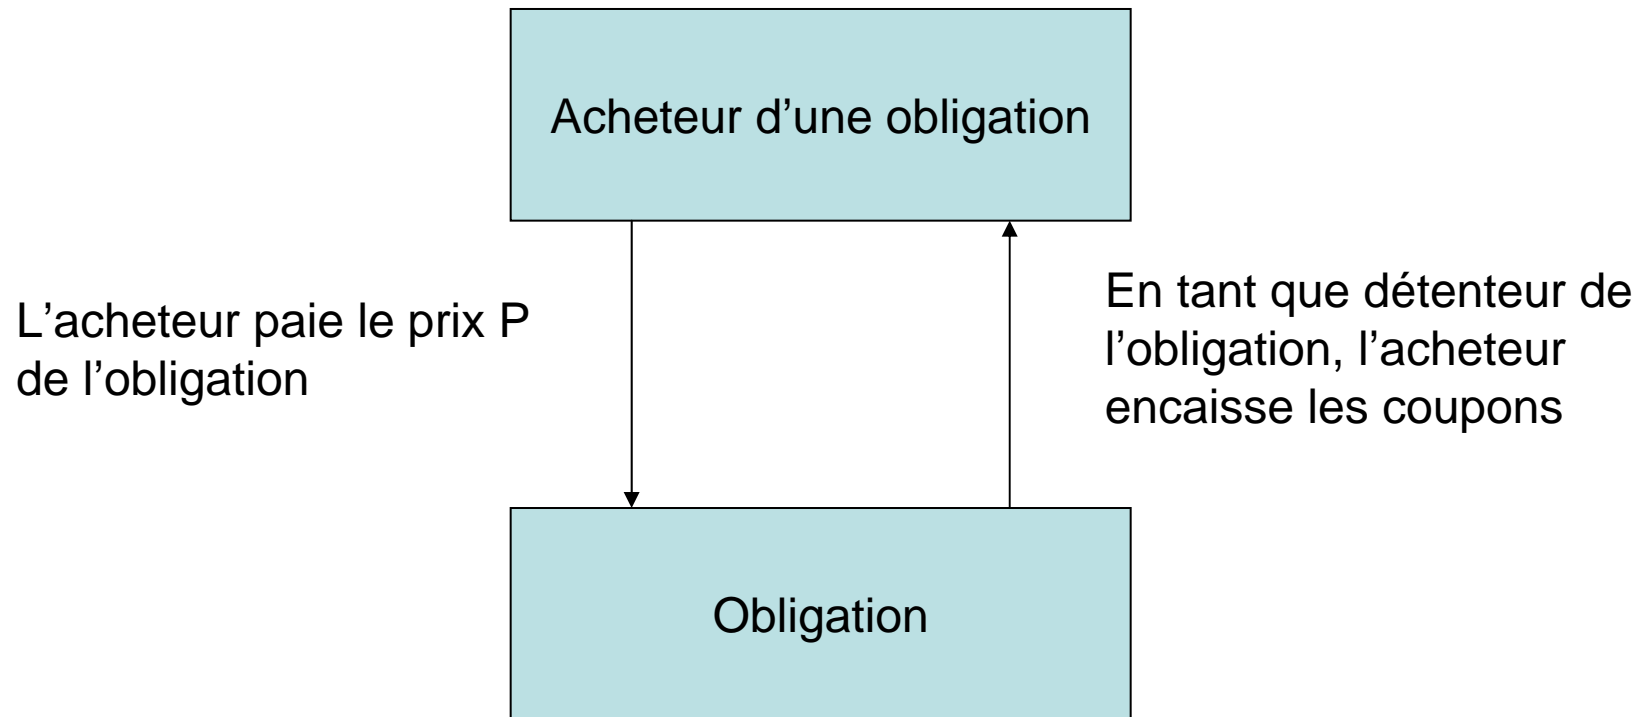 Acheteur d’une obligation
L’acheteur paie le prix P
de l’obligation
En tant que détenteur de
l’obligation, l’acheteur
encaisse les coupons
Obligation